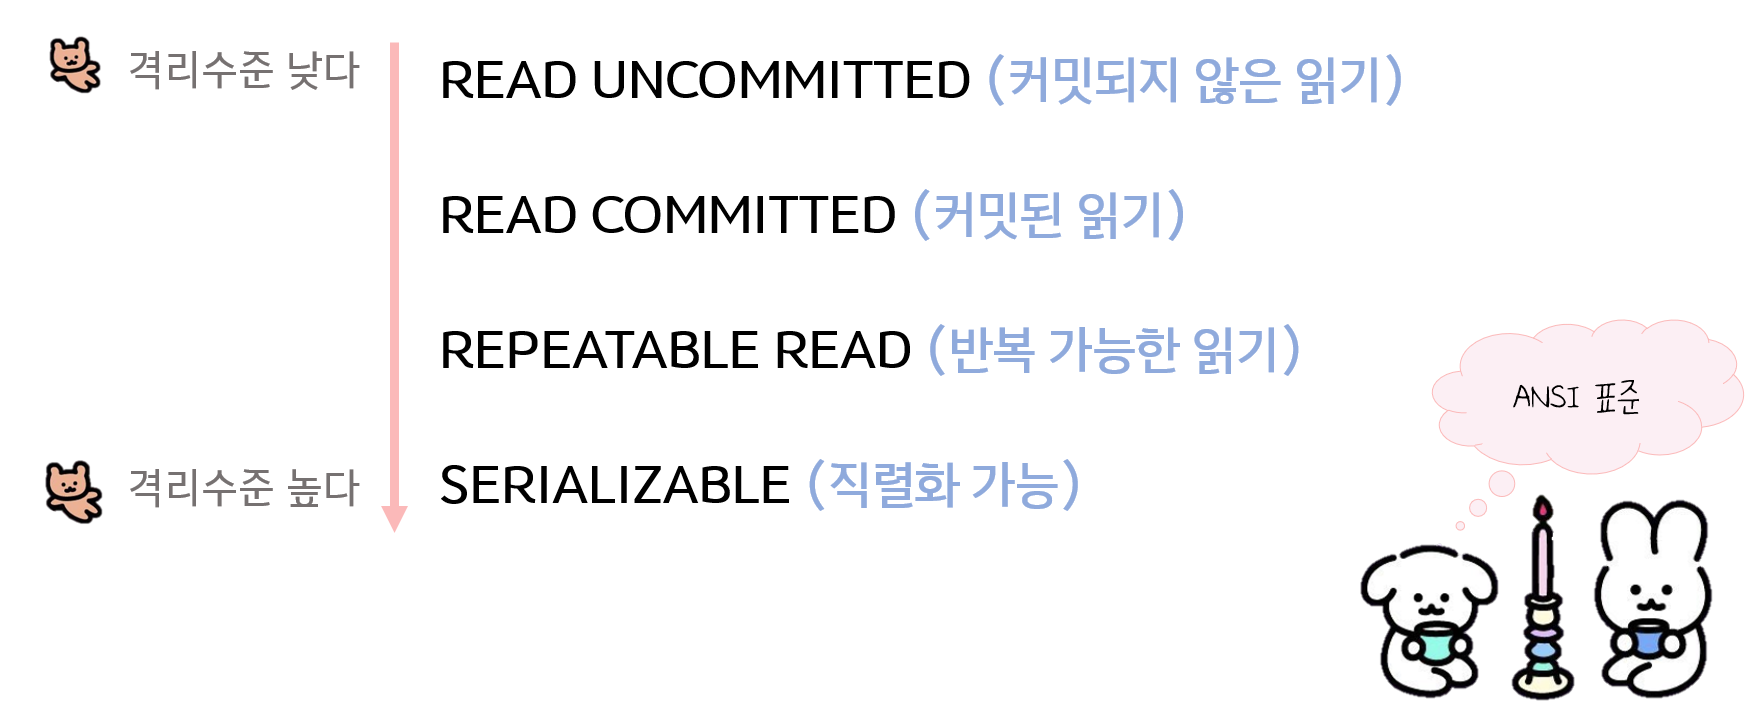 격리수준 낮다
READ UNCOMMITTED (커밋되지 않은 읽기)
READ COMMITTED (커밋된 읽기)
REPEATABLE READ (반복 가능한 읽기)
ANSI 표준
격리수준 높다
SERIALIZABLE (직렬화 가능)